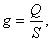 g = Q/S,